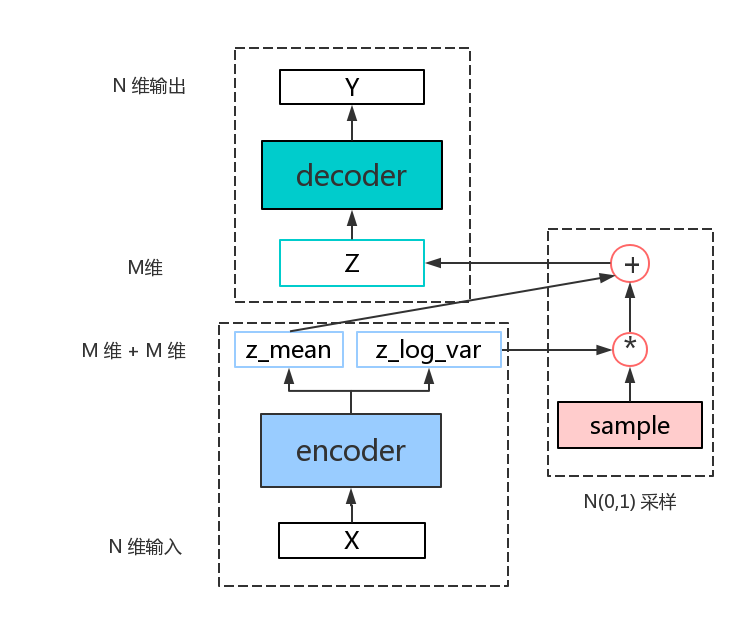 N 维输出
Y
decoder
M维
Z
+
M 维 + M 维
z_mean
z_log_var
*
encoder
sample
N(0,1) 采样
N 维输入
X